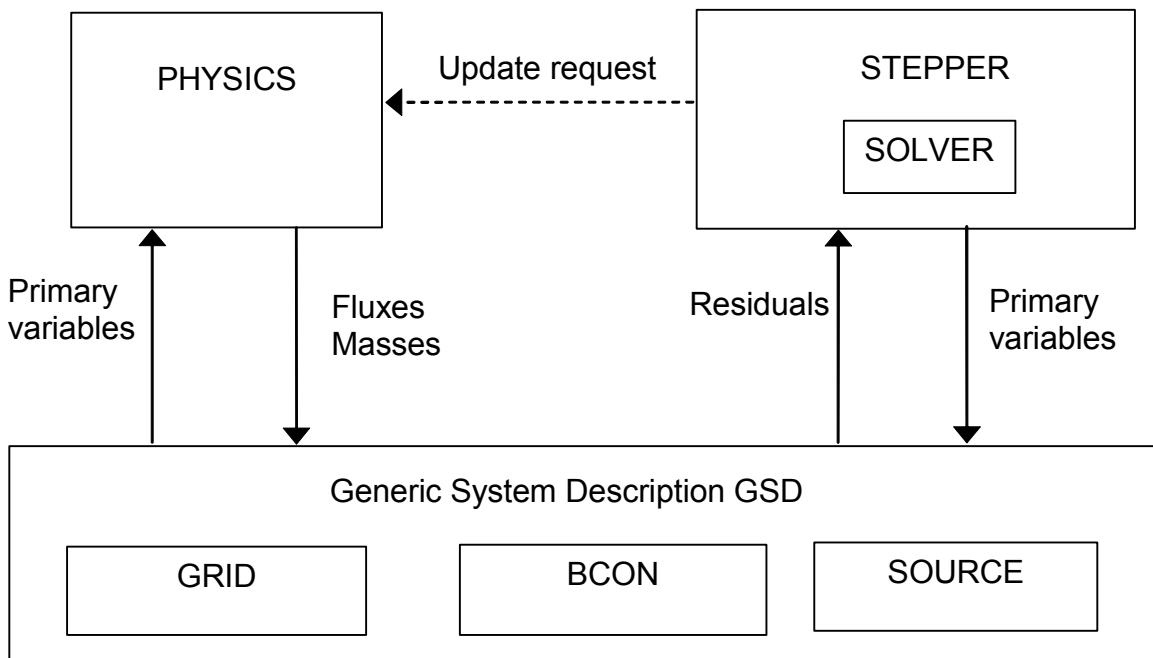 PHYSICS
Update request
STEPPER
SOLVER
Primary
variables
Fluxes
Masses
Residuals
Primary
variables
Generic System Description GSD
GRID
BCON
SOURCE